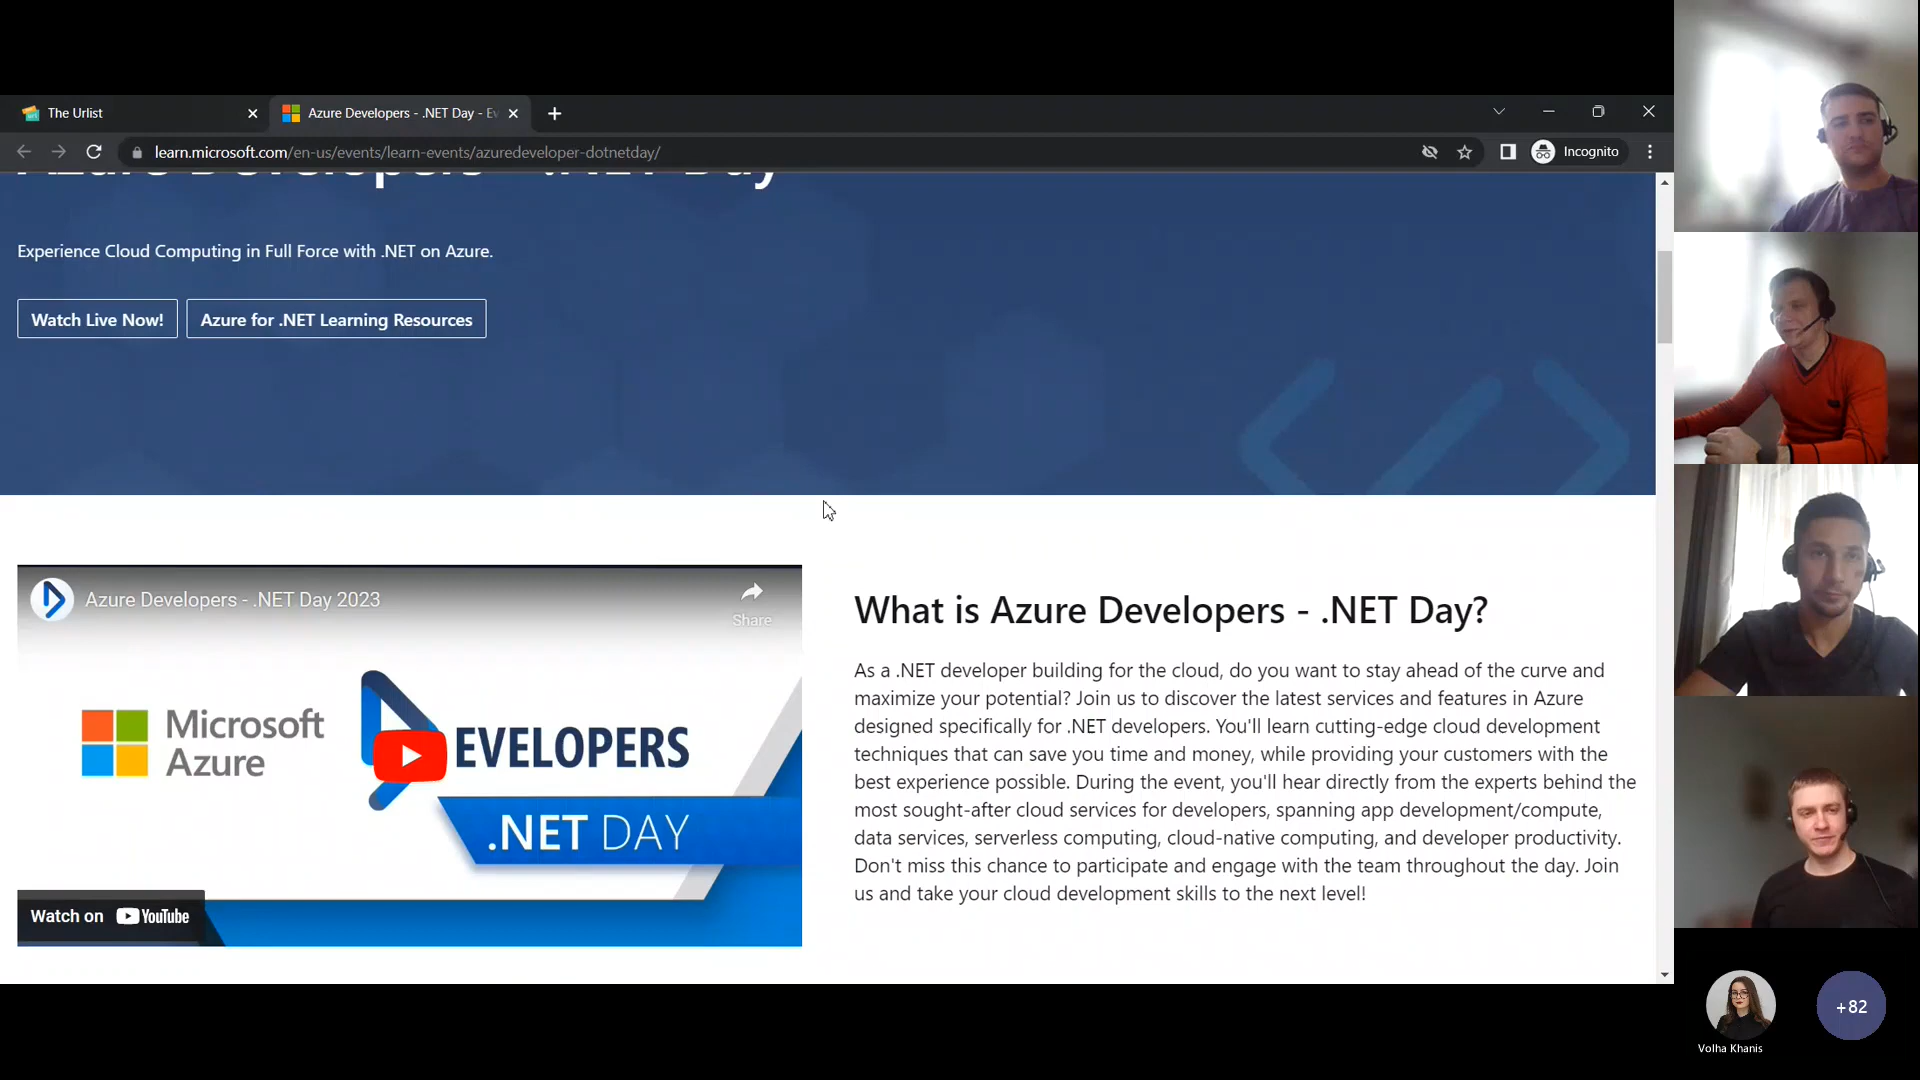 The Urlist
Azure Developers - .NET Day - Ev
learn.microsoft.com/en-us/events/learn-events/azuredeveloper-dotnetday/
Incognito
Azure Developers - .NET Day
Experience Cloud Computing in Full Force with .NET on Azure.
Watch Live Now!
Azure for .NET Learning Resources
Azure Developers - .NET Day 2023
Share
Microsoft
Azure
EVELOPERS
.NET DAY
Watch on YouTube
What is Azure Developers - .NET Day?
As a .NET developer building for the cloud, do you want to stay ahead of the curve and
maximize your potential? Join us to discover the latest services and features in Azure
designed specifically for .NET developers. You'll learn cutting-edge cloud development
techniques that can save you time and money, while providing your customers with the
best experience possible. During the event, you'll hear directly from the experts behind the
most sought-after cloud services for developers, spanning app development/compute,
data services, serverless computing, cloud-native computing, and developer productivity.
Don't miss this chance to participate and engage with the team throughout the day. Join
us and take your cloud development skills to the next level!
+82
Volha Khanis